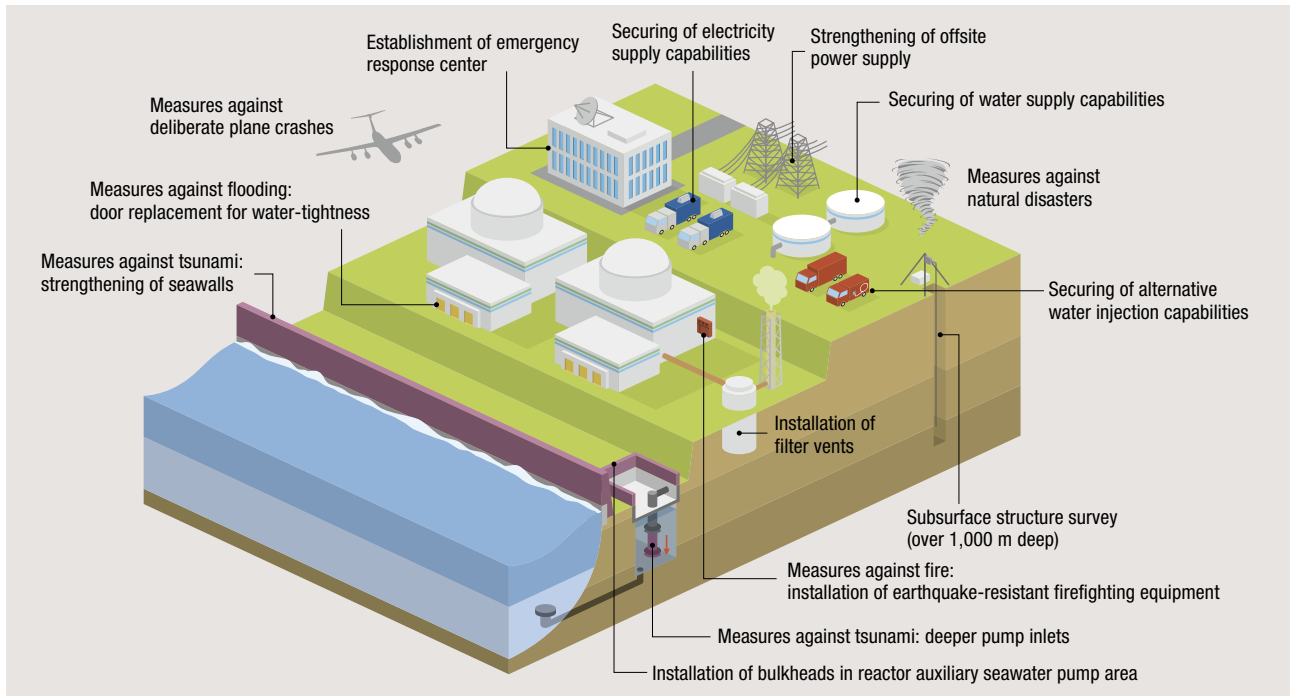 Establishment of emergency
response center
Securing of electricity
supply capabilities
Strengthening of offsite
power supply
Measures against
deliberate plane crashes
Securing of water supply capabilities
Measures against flooding:
door replacement for water-tightness
Measures against
natural disasters
Measures against tsunami:
strengthening of seawalls
Securing of alternative
water injection capabilities
Installation of
filter vents
Subsurface structure survey
(over 1,000 m deep)
Measures against fire:
installation of earthquake-resistant firefighting equipment
Measures against tsunami: deeper pump inlets
Installation of bulkheads in reactor auxiliary seawater pump area